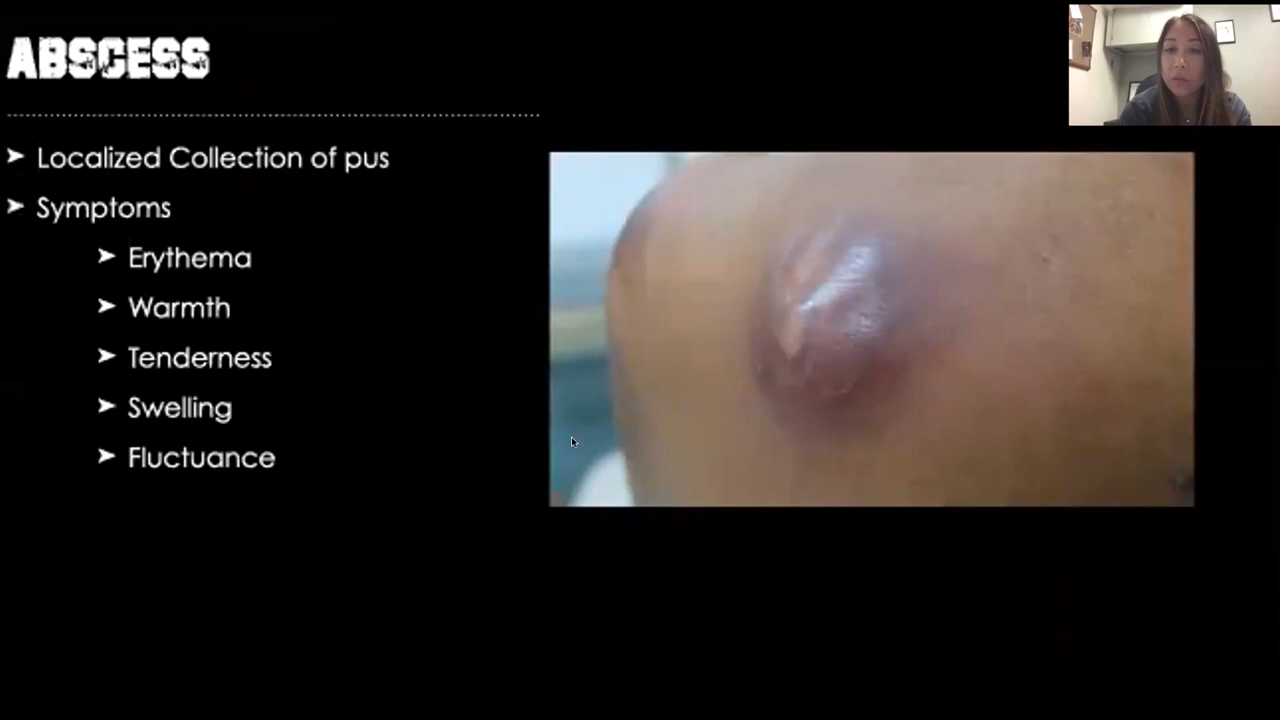 ABSCESS
Localized Collection of pus
Symptoms
Erythema
Warmth
Tenderness
Swelling
Fluctuance